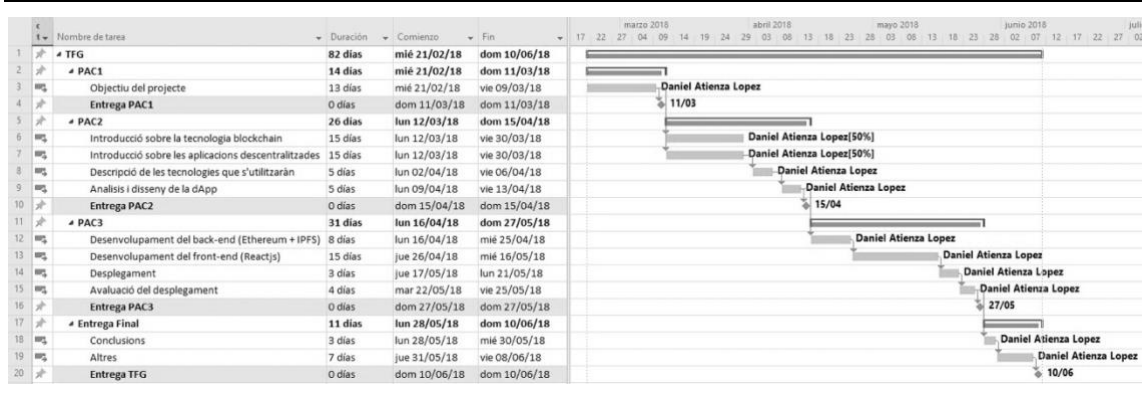 marzo 2018 abril 2018 mayo 2018 junio 2018 juli
t Nombre de tarea Duración Comienzo Fin 17 22 27 04 09 14 19 24 29 03 08 13 18 23 28 03 08 13 18 23 28 02 07 12 17 22 27 02
1 TFG 82 días mié 21/02/18 dom 10/06/18
2 PAC1 14 días mié 21/02/18 dom 11/03/18
3 Objectiu del projecte 13 días mié 21/02/18 vie 09/03/18 Daniel Atienza Lopez
4 Entrega PAC1 0 días dom 11/03/18 dom 11/03/18 11/03
5 PAC2 26 días lun 12/03/18 dom 15/04/18
6 Introducció sobre la tecnologia blockchain 15 días lun 12/03/18 vie 30/03/18 Daniel Atienza Lopez[50%]
7 Introducció sobre les aplicacions descentralitzades 15 días lun 12/03/18 vie 30/03/18 Daniel Atienza Lopez[50%]
8 Descripció de les tecnologies que s'utilitzaràn 5 días lun 02/04/18 vie 06/04/18 Daniel Atienza Lopez
9 Analisis i disseny de la dApp 5 días lun 09/04/18 vie 13/04/18 Daniel Atienza Lopez
10 Entrega PAC2 0 días dom 15/04/18 dom 15/04/18 15/04
11 PAC3 31 días lun 16/04/18 dom 27/05/18
12 Desenvolupament del back-end (Ethereum + IPFS) 8 días lun 16/04/18 mié 25/04/18 Daniel Atienza Lopez
13 Desenvolupament del front-end (Reactjs) 15 días jue 26/04/18 mié 16/05/18 Daniel Atienza Lopez
14 Desplegament 3 días jue 17/05/18 lun 21/05/18 Daniel Atienza Lopez
15 Avaluació del desplegament 4 días mar 22/05/18 vie 25/05/18 Daniel Atienza Lopez
16 Entrega PAC3 0 días dom 27/05/18 dom 27/05/18 27/05
17 Entrega Final 11 días lun 28/05/18 dom 10/06/18
18 Conclusions 3 días lun 28/05/18 mié 30/05/18 Daniel Atienza Lopez
19 Altres 7 días jue 31/05/18 vie 08/06/18 Daniel Atienza Lopez
20 Entrega TFG 0 días dom 10/06/18 dom 10/06/18 10/06